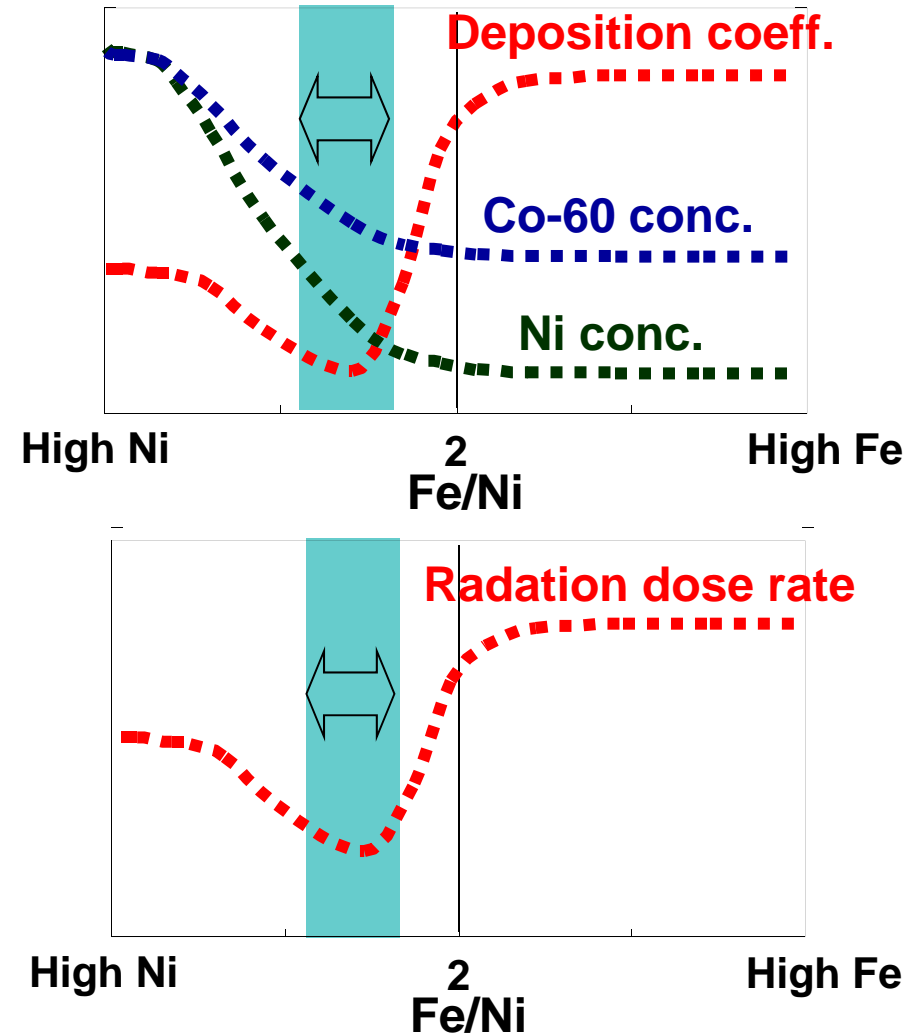 Deposition coeff.
Co-60 conc.
Ni conc.
High Ni 2 High Fe
Fe/Ni
Radation dose rate
High Ni 2 High Fe
Fe/Ni